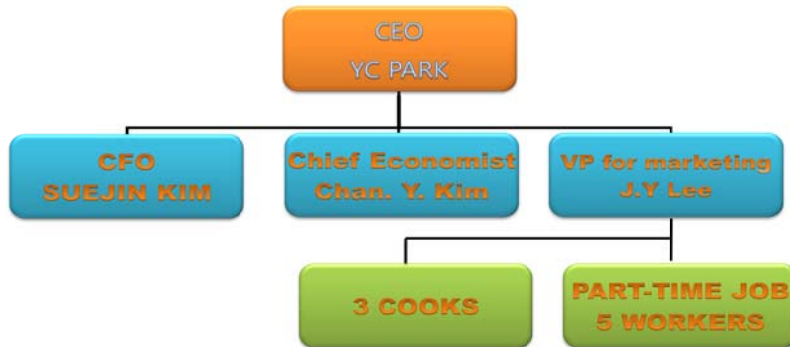 CEO
YC PARK
CFO
SUEJIN KIM
Chief Economist
Chan. Y. Kim
VP for marketing
J.Y Lee
3 COOKS
PART-TIME JOB
5 WORKERS